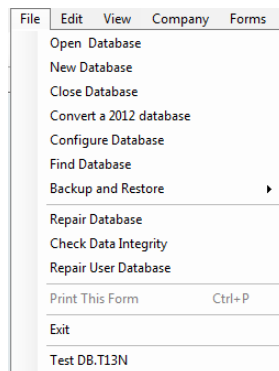 File Edit View Company Forms
Open Database
New Database
Close Database
Convert a 2012 database
Configure Database
Find Database
Backup and Restore
Repair Database
Check Data Integrity
Repair User Database
Print This Form Ctrl+P
Exit
Test DB.T13N